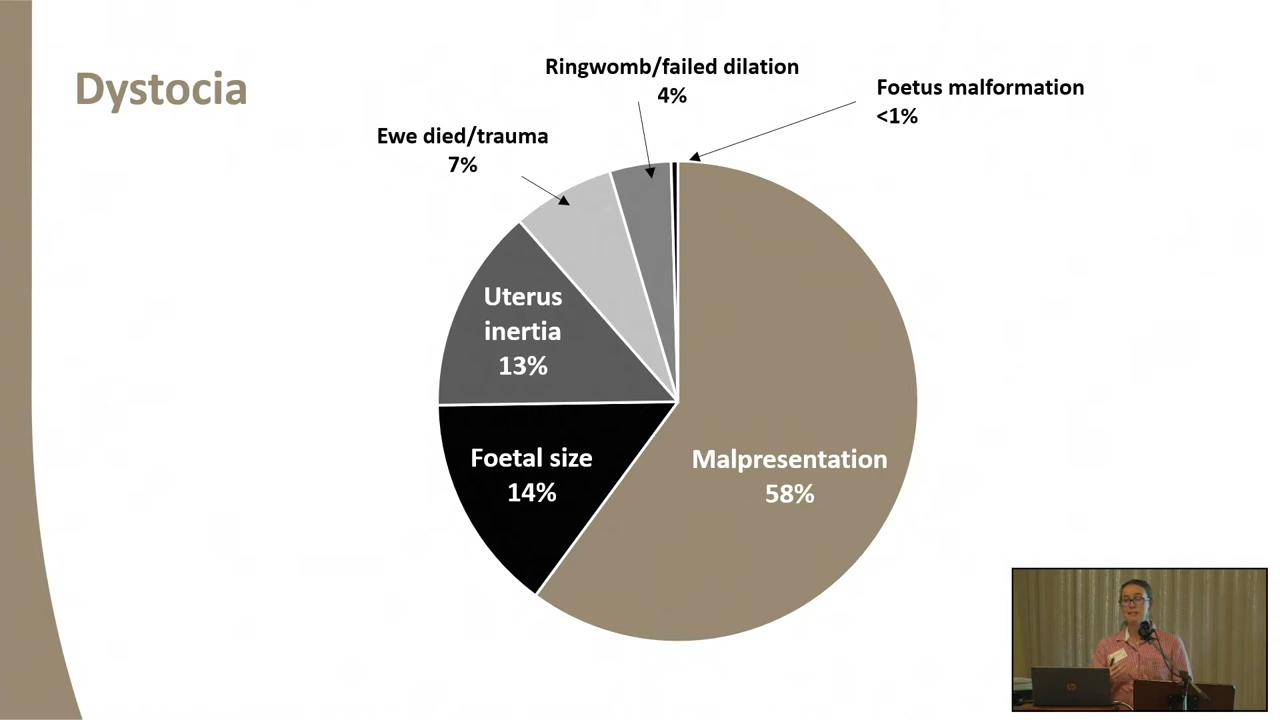 Dystocia
Ringwomb/failed dilation
4%
Foetus malformation
<1%
Ewe died/trauma
7%
Uterus
inertia
13%
Foetal size
14%
Malpresentation
58%